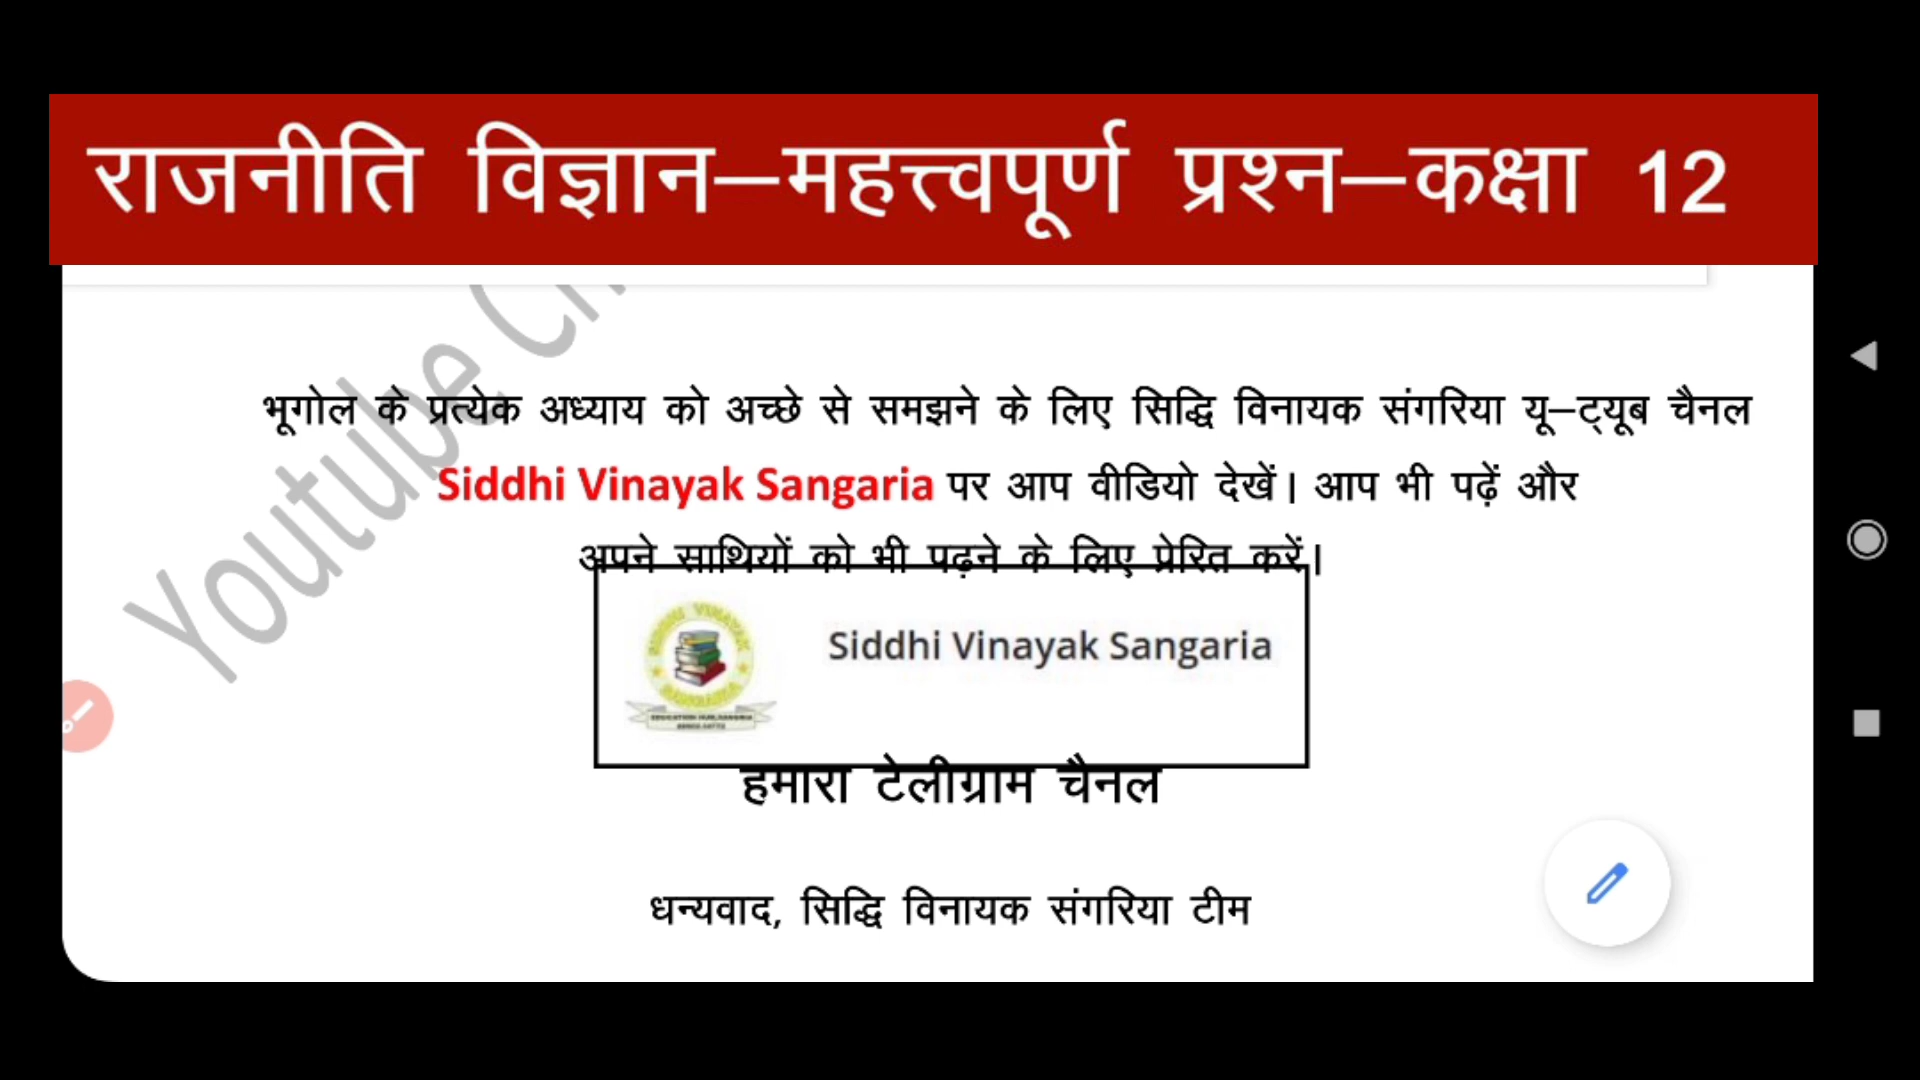 राजनीति विज्ञान–महत्त्वपूर्ण प्रश्न–कक्षा 12
भूगोल के प्रत्येक अध्याय को अच्छे से समझने के लिए सिद्धि विनायक संगरिया यू–ट्यूब चैनल
Siddhi Vinayak Sangaria पर आप वीडियो देखें। आप भी पढ़ें और
अपने साथियों को भी पढ़ने के लिए प्रेरित करें।
Siddhi Vinayak Sangaria
हमारा टेलीग्राम चैनल
धन्यवाद, सिद्धि विनायक संगरिया टीम
Youtube